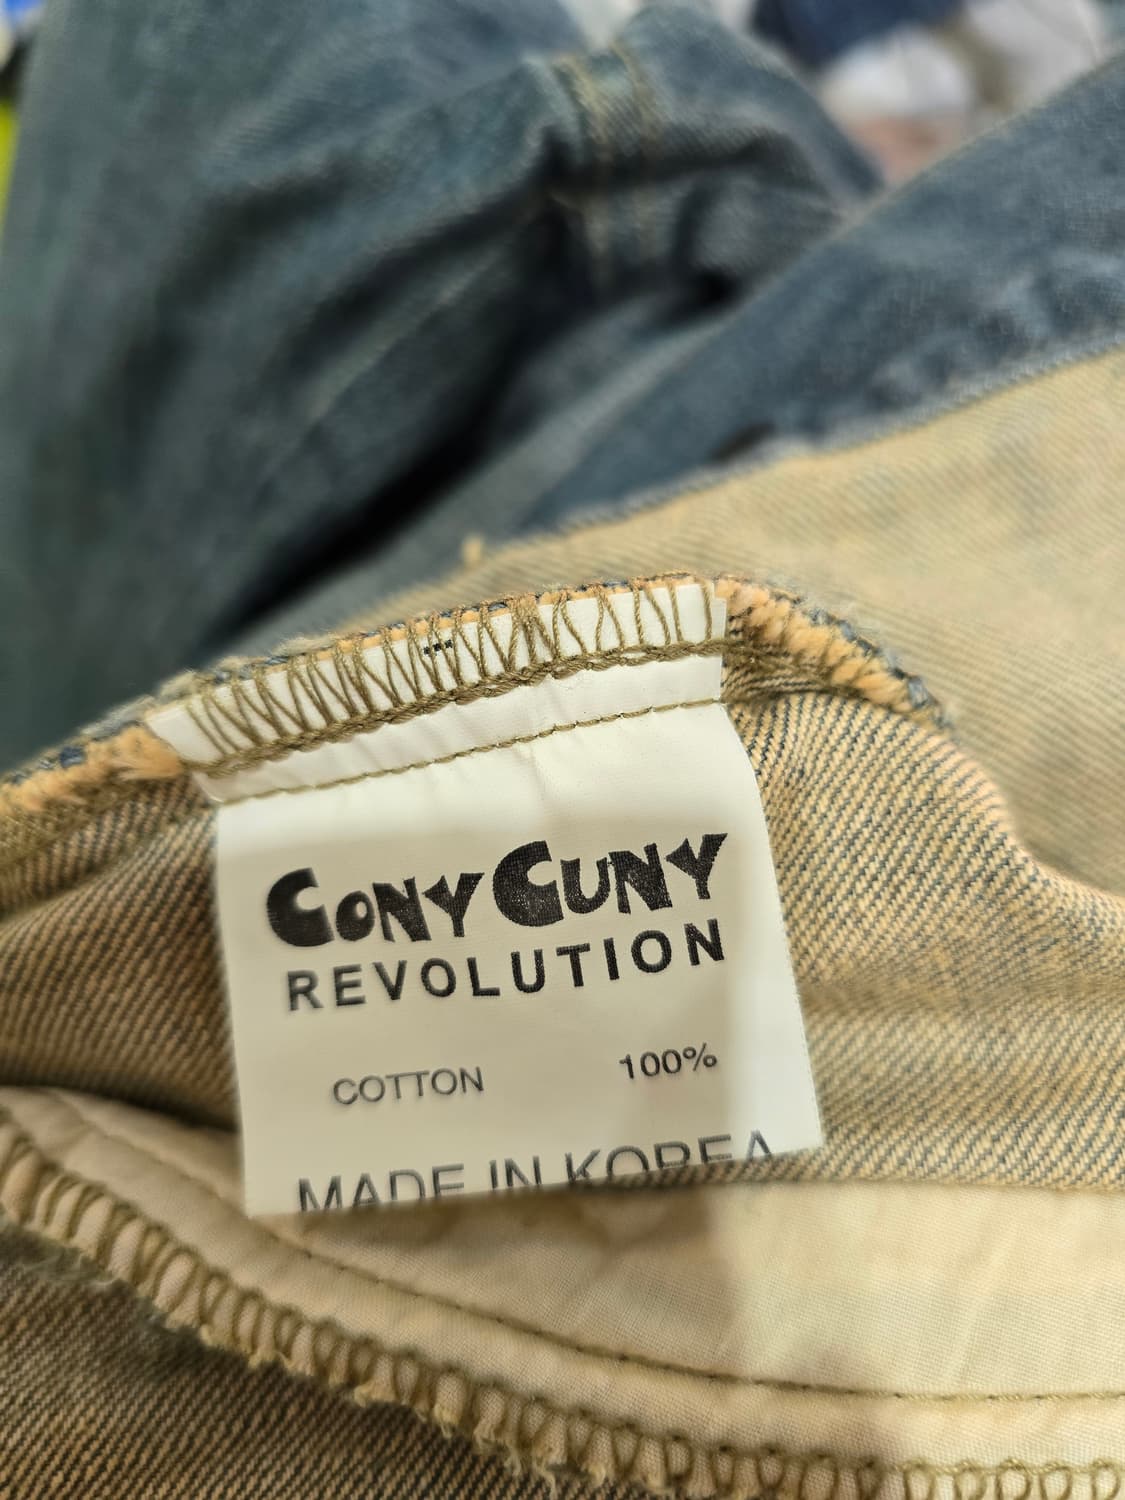 CONY CUNY
REVOLUTION
COTTON 100%
MADE IN KOREA